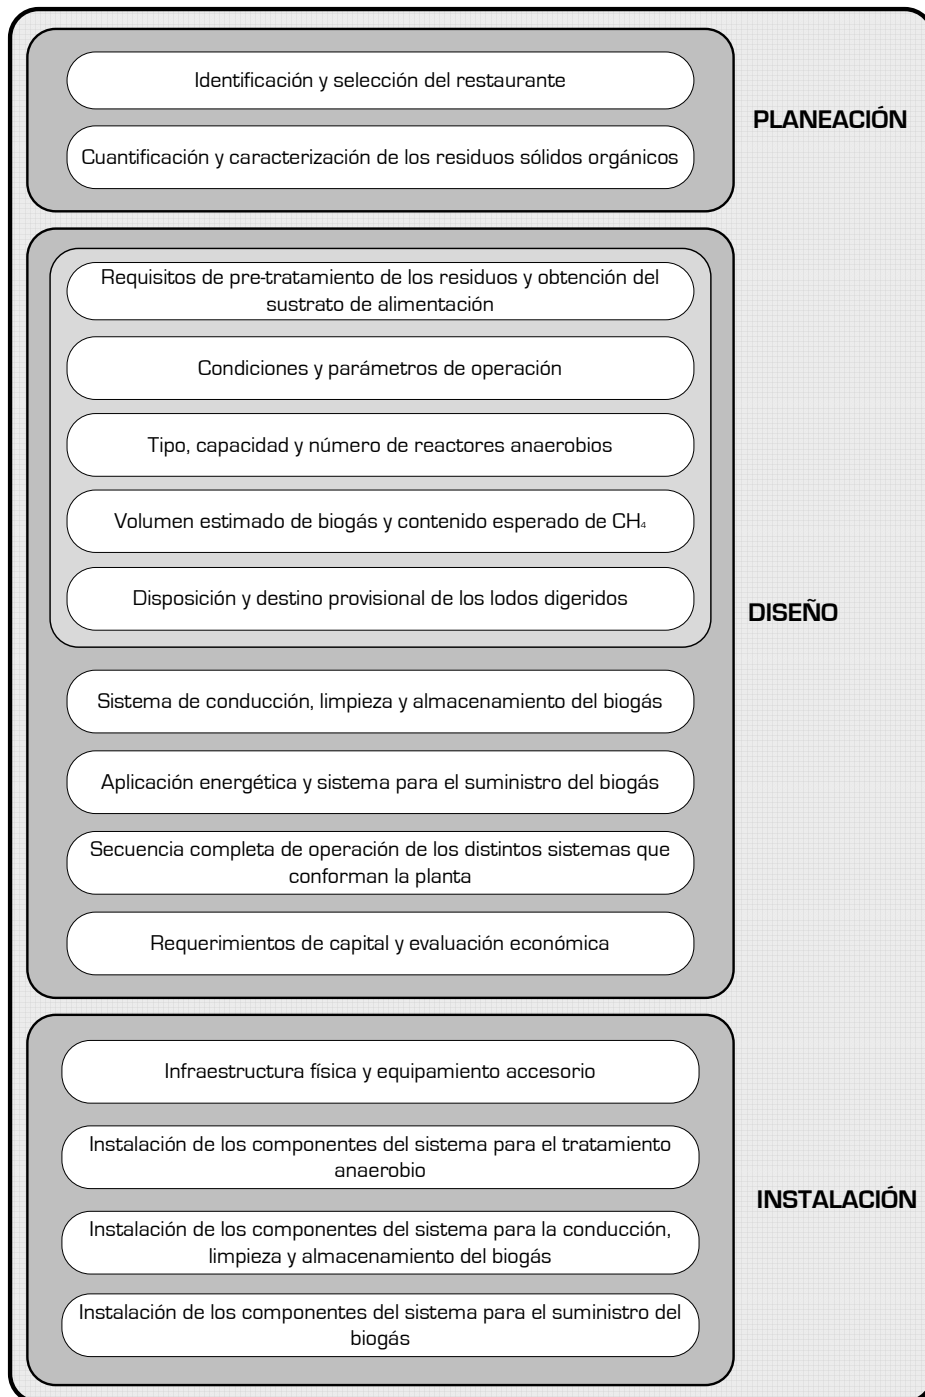 Identificación y selección del restaurante
PLANEACIÓN
Cuantificación y caracterización de los residuos sólidos orgánicos
Requisitos de pre-tratamiento de los residuos y obtención del
sustrato de alimentación
Condiciones y parámetros de operación
Tipo, capacidad y número de reactores anaerobios
Volumen estimado de biogás y contenido esperado de CH₄
Disposición y destino provisional de los lodos digeridos
DISEÑO
Sistema de conducción, limpieza y almacenamiento del biogás
Aplicación energética y sistema para el suministro del biogás
Secuencia completa de operación de los distintos sistemas que
conforman la planta
Requerimientos de capital y evaluación económica
Infraestructura física y equipamiento accesorio
Instalación de los componentes del sistema para el tratamiento
anaerobio
INSTALACIÓN
Instalación de los componentes del sistema para la conducción,
limpieza y almacenamiento del biogás
Instalación de los componentes del sistema para el suministro del
biogás